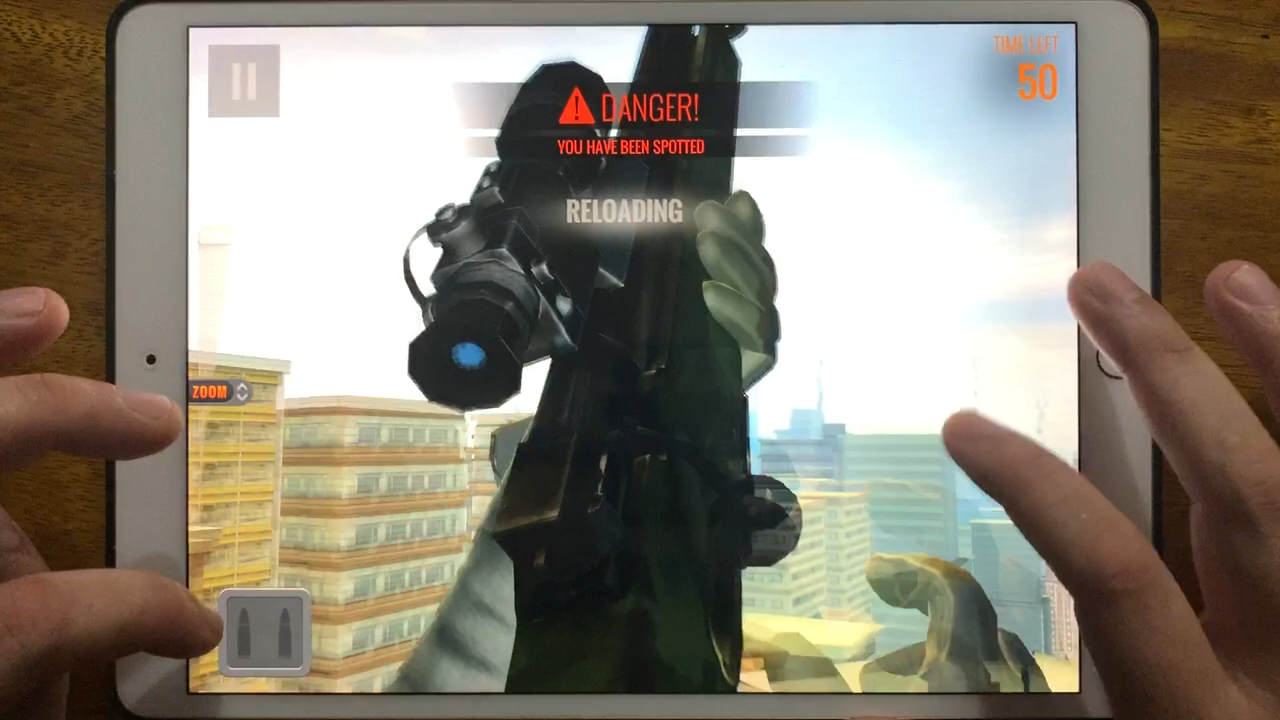 TIME LEFT
50
DANGER!
YOU HAVE BEEN SPOTTED
RELOADING
ZOOM